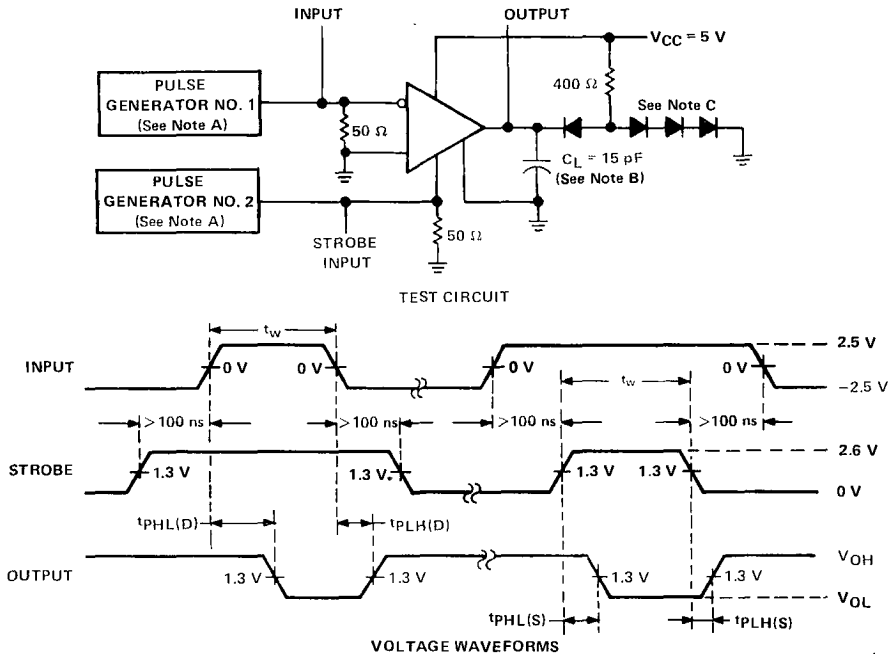 INPUT
OUTPUT
VCC = 5 V
PULSE
GENERATOR NO. 1
(See Note A)
50 Ω
400 Ω
See Note C
CL = 15 pF
(See Note B)
PULSE
GENERATOR NO. 2
(See Note A)
STROBE
INPUT
50 Ω
TEST CIRCUIT
INPUT
tw
0 V
0 V
0 V
0 V
2.5 V
−2.5 V
tw
>100 ns
>100 ns
>100 ns
>100 ns
STROBE
1.3 V
1.3 V
1.3 V
1.3 V
2.6 V
0 V
tPHL(D)
tPLH(D)
OUTPUT
1.3 V
1.3 V
1.3 V
1.3 V
VOH
VOL
tPHL(S)
tPLH(S)
VOLTAGE WAVEFORMS